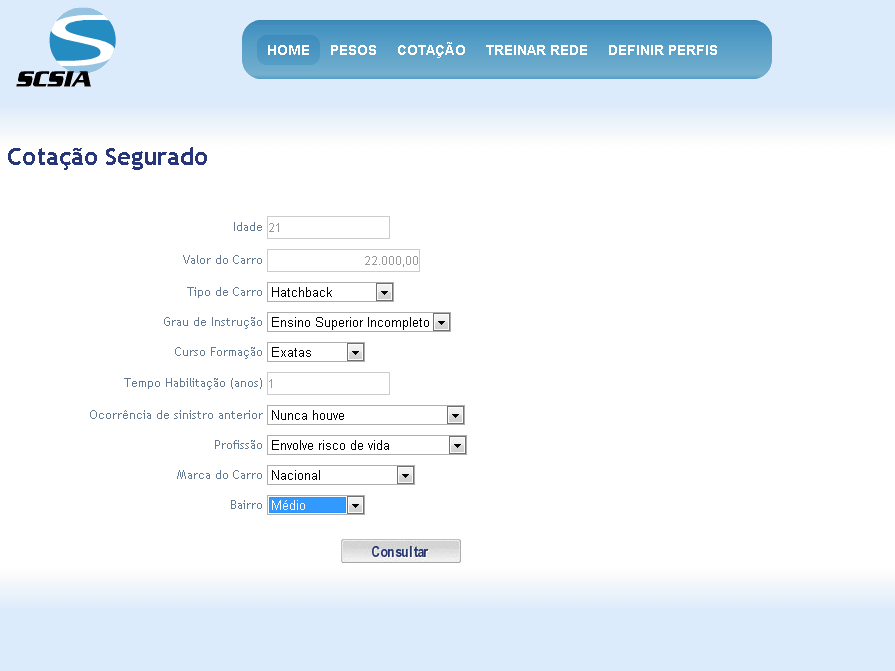 SCSIA
HOME PESOS COTAÇÃO TREINAR REDE DEFINIR PERFIS
Cotação Segurado
Idade 21
Valor do Carro 22.000,00
Tipo de Carro Hatchback
Grau de Instrução Ensino Superior Incompleto
Curso Formação Exatas
Tempo Habilitação (anos) 1
Ocorrência de sinistro anterior Nunca houve
Profissão Envolve risco de vida
Marca do Carro Nacional
Bairro Médio
Consultar